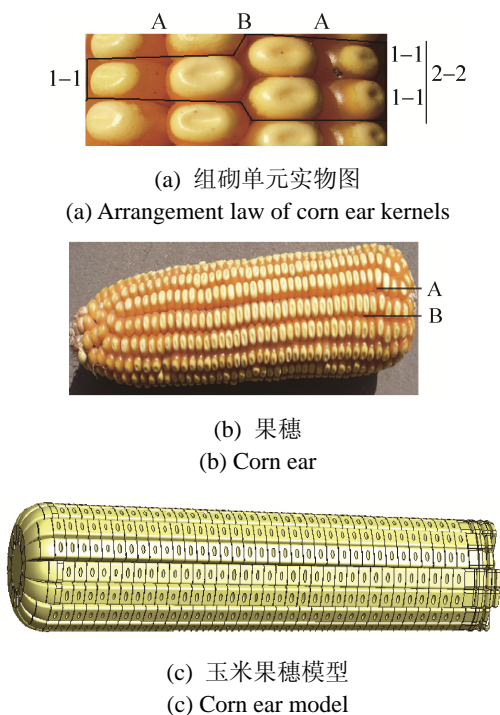 A B A
1-1
1-1
2-2
1-1
(a) 组砌单元实物图
(a) Arrangement law of corn ear kernels
A
B
(b) 果穗
(b) Corn ear
(c) 玉米果穗模型
(c) Corn ear model